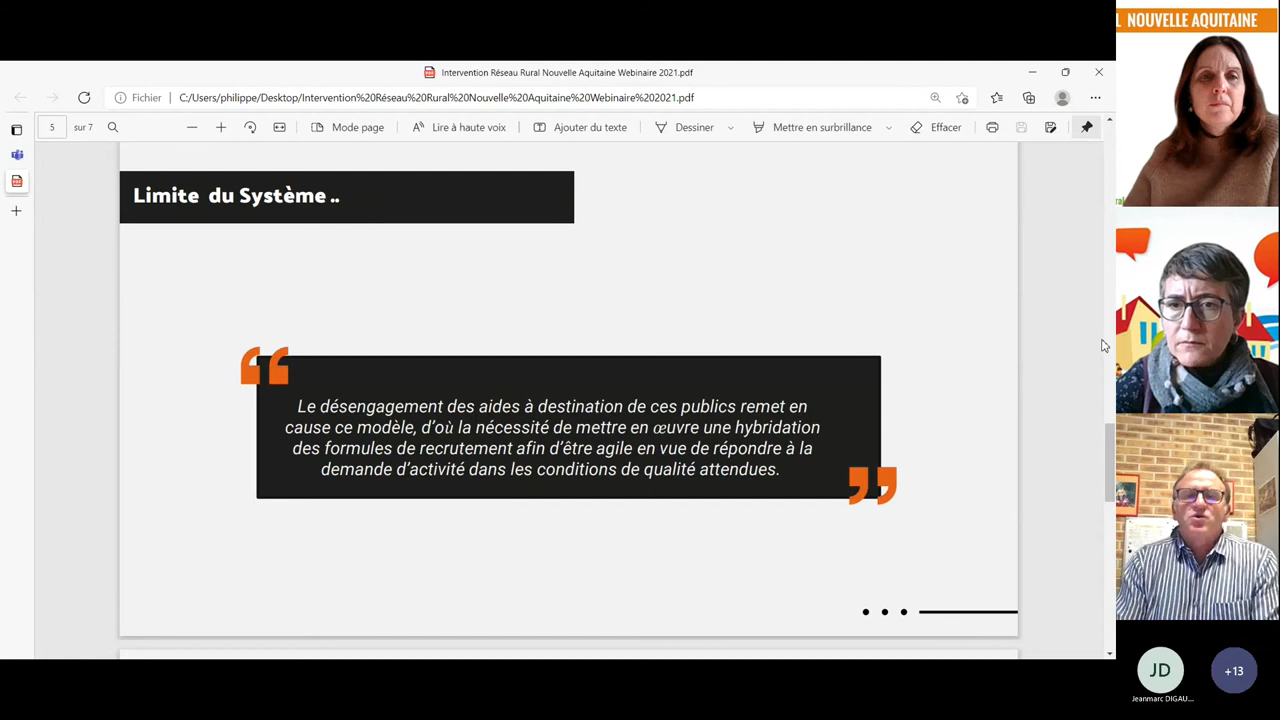 L NOUVELLE AQUITAINE
Intervention Réseau Rural Nouvelle Aquitaine Webinaire 2021.pdf
Fichier C:/Users/philippe/Desktop/Intervention%20Réseau%20Rural%20Nouvelle%20Aquitaine%20Webinaire%202021.pdf
5 sur 7 Mode page Lire à haute voix Ajouter du texte Dessiner Mettre en surbrillance Effacer
Limite du Système ..
Le désengagement des aides à destination de ces publics remet en
cause ce modèle, d’où la nécessité de mettre en œuvre une hybridation
des formules de recrutement afin d’être agile en vue de répondre à la
demande d’activité dans les conditions de qualité attendues.
JD
+13
Jeanmarc DIGAU...